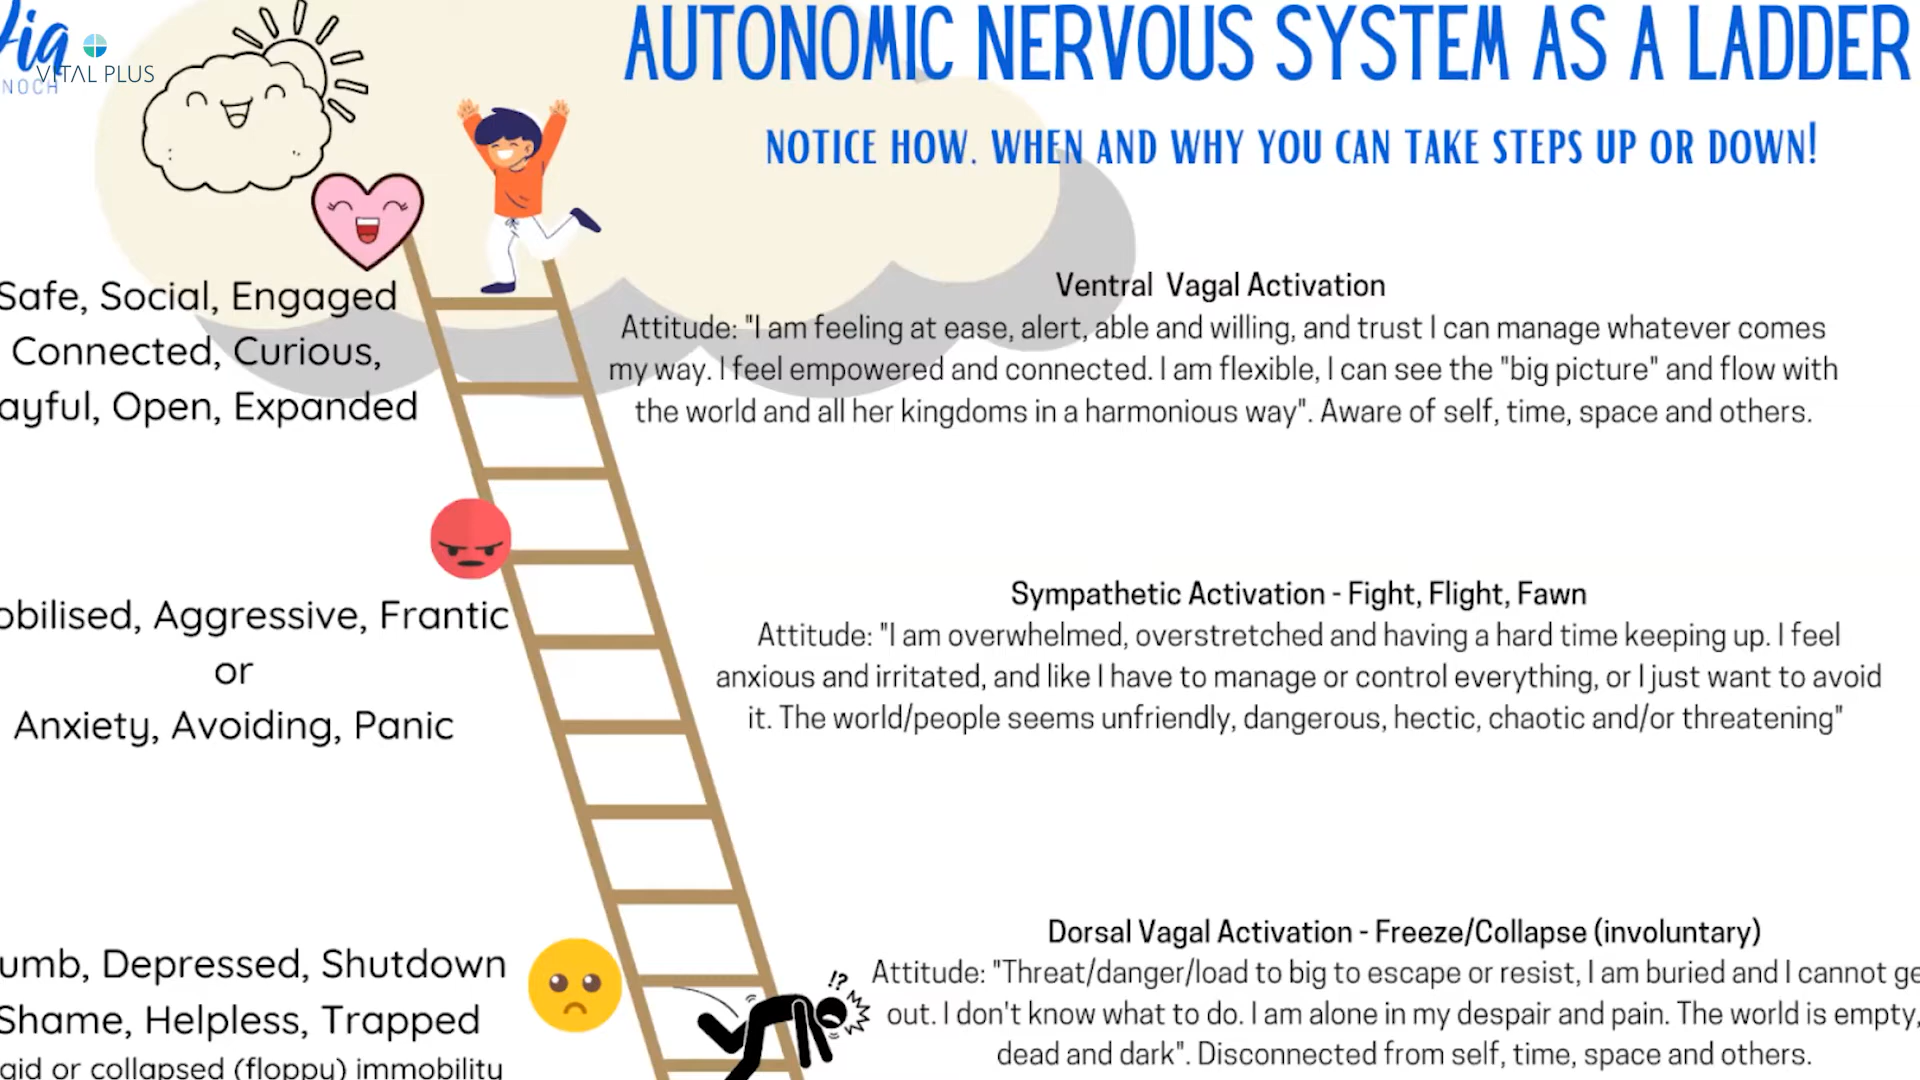 Via
VITAL PLUS
NOCH
AUTONOMIC NERVOUS SYSTEM AS A LADDER
NOTICE HOW. WHEN AND WHY YOU CAN TAKE STEPS UP OR DOWN!
Safe, Social, Engaged
Connected, Curious,
ayful, Open, Expanded
Ventral Vagal Activation
Attitude: "I am feeling at ease, alert, able and willing, and trust I can manage whatever comes
my way. I feel empowered and connected. I am flexible, I can see the "big picture" and flow with
the world and all her kingdoms in a harmonious way". Aware of self, time, space and others.
obilised, Aggressive, Frantic
or
Anxiety, Avoiding, Panic
Sympathetic Activation - Fight, Flight, Fawn
Attitude: "I am overwhelmed, overstretched and having a hard time keeping up. I feel
anxious and irritated, and like I have to manage or control everything, or I just want to avoid
it. The world/people seems unfriendly, dangerous, hectic, chaotic and/or threatening"
umb, Depressed, Shutdown
Shame, Helpless, Trapped
gid or collapsed (floppy) immobility
!?
Dorsal Vagal Activation - Freeze/Collapse (involuntary)
Attitude: "Threat/danger/load to big to escape or resist, I am buried and I cannot ge
out. I don't know what to do. I am alone in my despair and pain. The world is empty,
dead and dark". Disconnected from self, time, space and others.